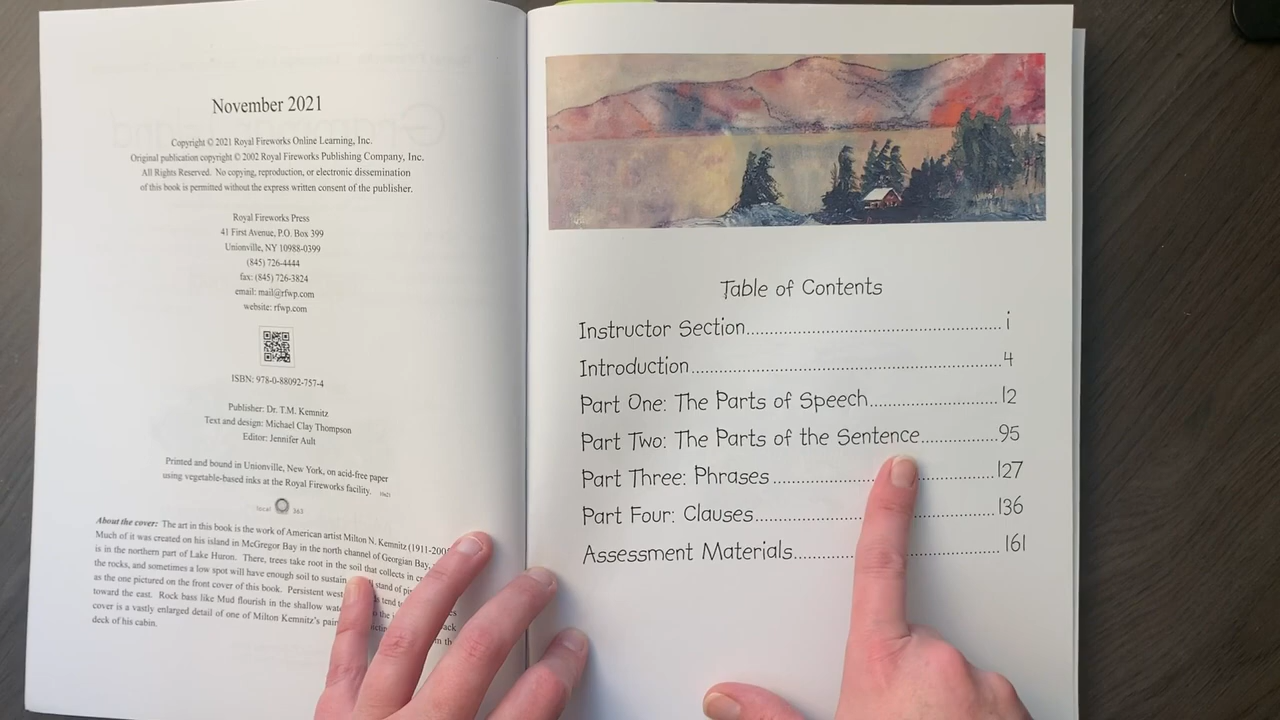 November 2021
Copyright © 2021 Royal Fireworks Online Learning, Inc.
Original publication copyright © 2002 Royal Fireworks Publishing Company, Inc.
All Rights Reserved. No copying, reproduction, or electronic dissemination
of this book is permitted without the express written consent of the publisher.
Royal Fireworks Press
41 First Avenue, P.O. Box 399
Unionville, NY 10988-0399
(845) 726-4444
fax: (845) 726-3824
email: mail@rfwp.com
website: rfwp.com
ISBN: 978-0-88092-757-4
Publisher: Dr. T.M. Kemnitz
Text and design: Michael Clay Thompson
Editor: Jennifer Ault
Printed and bound in Unionville, New York, on acid-free paper
using vegetable-based inks at the Royal Fireworks facility.
local 363
About the cover: The art in this book is the work of American artist Milton N. Kemnitz (1911-200
Much of it was created on his island in McGregor Bay in the north channel of Georgian Bay,
is in the northern part of Lake Huron. There, trees take root in the soil that collects in
the rocks, and sometimes a low spot will have enough soil to sustain stand of
as the one pictured on the front cover of this book. Persistent west tend
toward the east. Rock bass like Mud flourish in the shallow the
cover is a vastly enlarged detail of one of Milton Kemnitz's
deck of his cabin.
Table of Contents
Instructor Section.......................................................... i
Introduction........................................................................4
Part One: The Parts of Speech..............................12
Part Two: The Parts of the Sentence..................95
Part Three: Phrases .....................................................127
Part Four: Clauses..........................................................136
Assessment Materials.................................................. 161